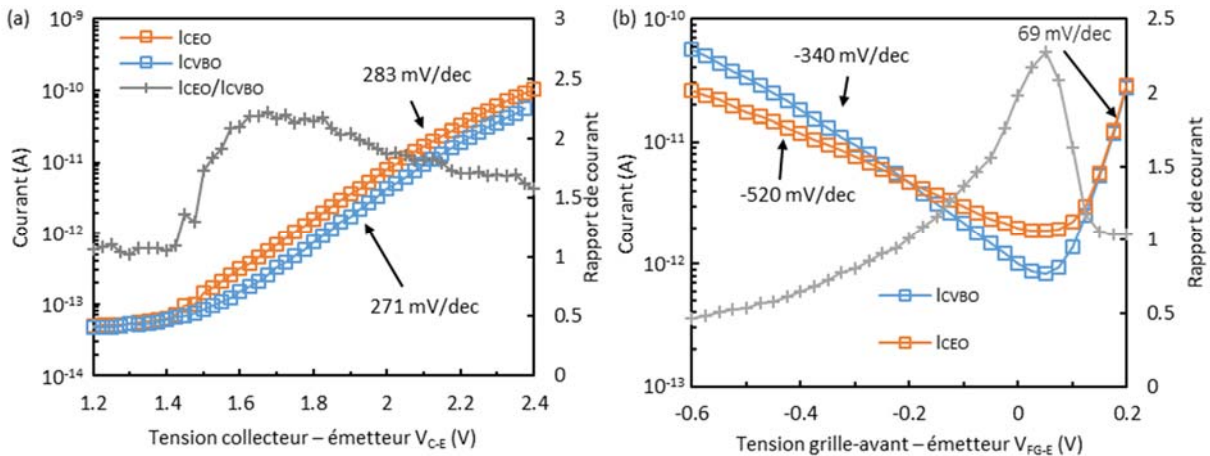 (a)
10-9
10-10
10-11
10-12
10-13
10-14
Courant (A)
ICEO
ICVBO
ICEO/ICVBO
283 mV/dec
271 mV/dec
3
2.5
2
1.5
1
0.5
0
Rapport de courant
1.2 1.4 1.6 1.8 2 2.2 2.4
Tension collecteur – émetteur VC-E (V)
(b)
10-10
10-11
10-12
10-13
Courant (A)
-340 mV/dec
-520 mV/dec
69 mV/dec
ICVBO
ICEO
2.5
2
1.5
1
0.5
0
Rapport de courant
-0.6 -0.4 -0.2 0 0.2
Tension grille-avant – émetteur VFG-E (V)